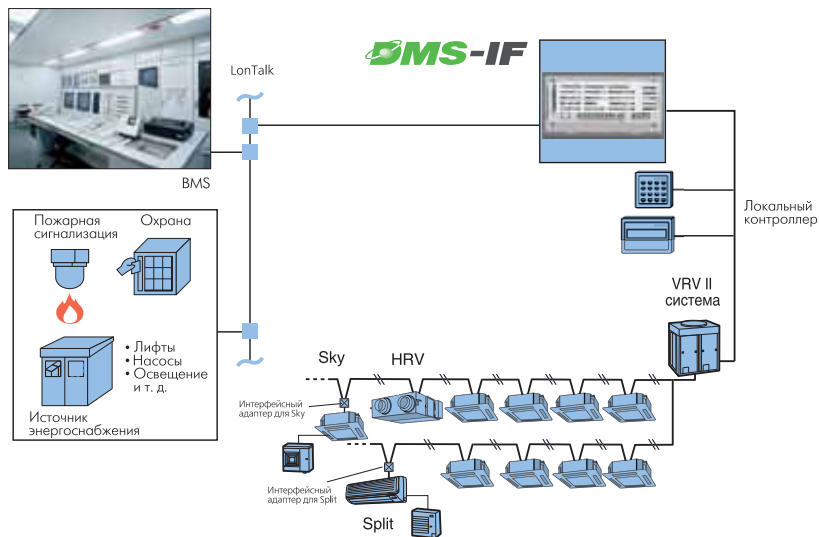 LonTalk
DMS-IF
BMS
Пожарная
сигнализация
Охрана
• Лифты
• Насосы
• Освещение
и т. д.
Источник
энергоснабжения
Локальный
контроллер
VRV II
система
Sky
HRV
Интерфейсный
адаптер для Sky
Интерфейсный
адаптер для Split
Split